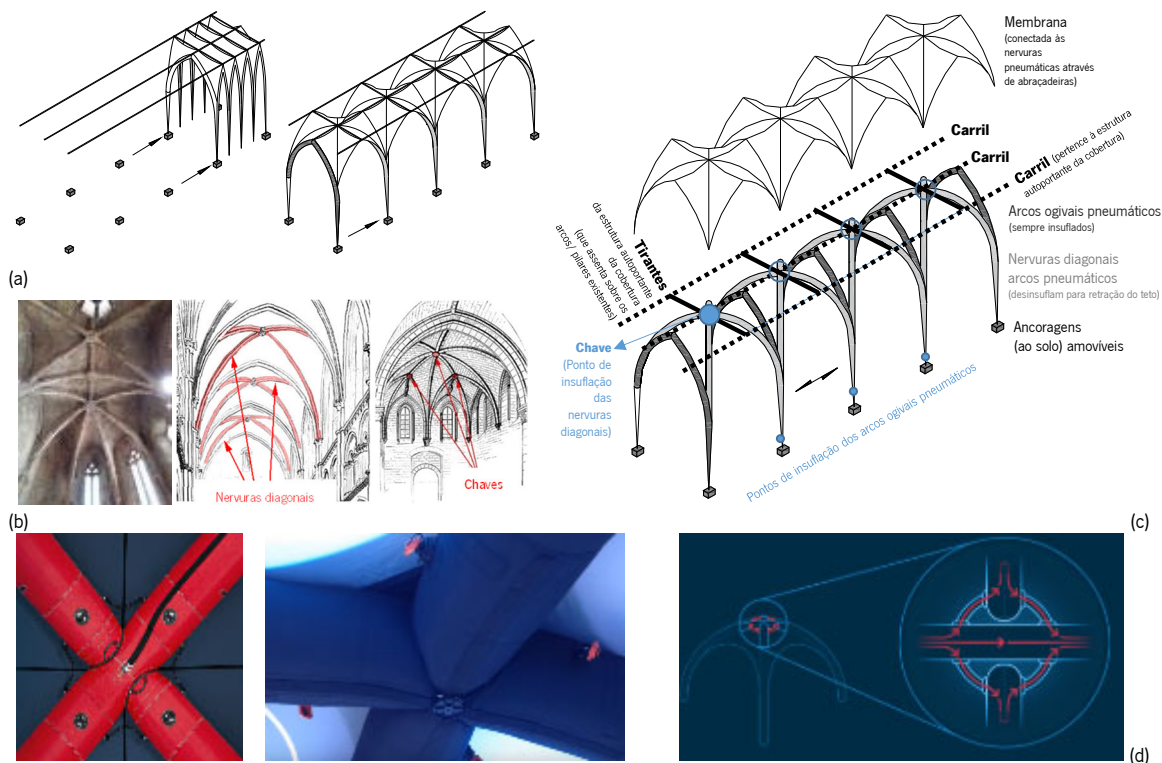 Membrana
(conectada às
nervuras
pneumáticas através
de abraçadeiras)
Carril
Carril
Carril (pertence à estrutura
autoportante da cobertura)
Arcos ogivais pneumáticos
(sempre insuflados)
Nervuras diagonais
arcos pneumáticos
(desinsuflam para retração do teto)
Ancoragens
(ao solo) amovíveis
Tirantes
da estrutura autoportante
da cobertura
(que assenta sobre os
arcos/ pilares existentes)
Chave
(Ponto de
insuflação
das
nervuras
diagonais)
Pontos de insuflação dos arcos ogivais pneumáticos
(a)
Nervuras diagonais
Chaves
(b)
(c)
(d)